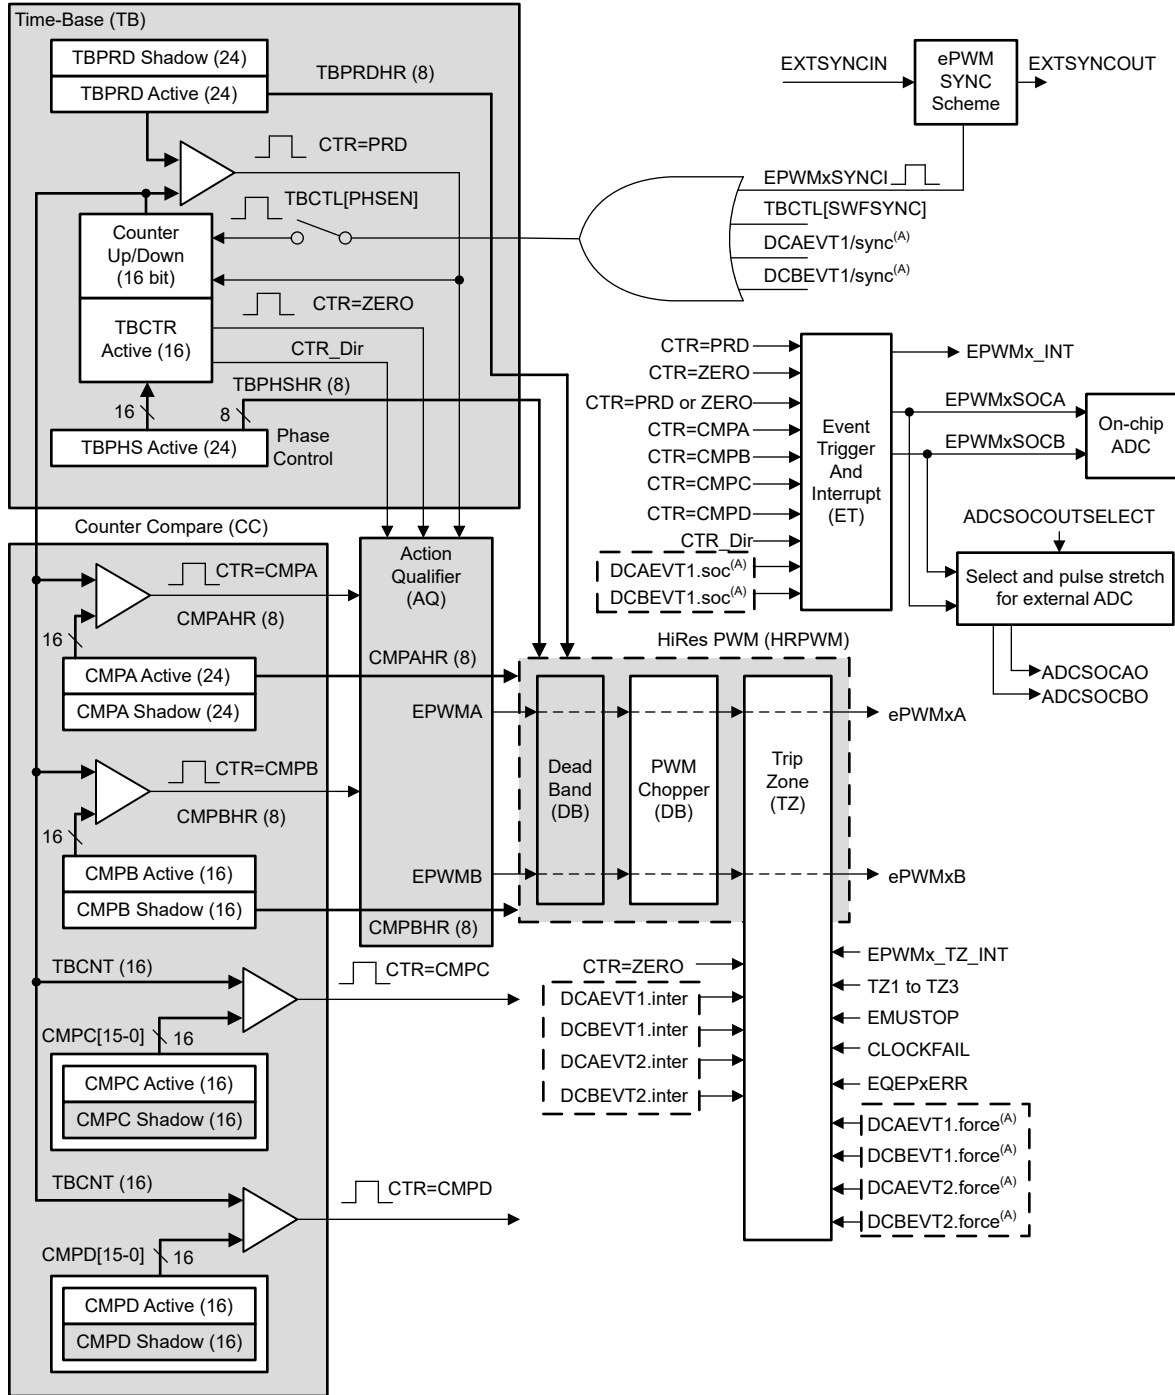 Time-Base (TB)
TBPRD Shadow (24)
TBPRD Active (24)
TBPRDHR (8)
CTR=PRD
TBCTL[PHSEN]
Counter
Up/Down
(16 bit)
CTR=ZERO
TBCTR
Active (16)
CTR_Dir
TBPHSHR (8)
16
8
TBPHS Active (24)
Phase
Control
EXTSYNCIN
ePWM
SYNC
Scheme
EXTSYNCOUT
EPWMxSYNCI
TBCTL[SWFSYNC]
DCAEVT1/sync(A)
DCBEVT1/sync(A)
CTR=PRD
CTR=ZERO
CTR=PRD or ZERO
CTR=CMPA
CTR=CMPB
CTR=CMPC
CTR=CMPD
CTR_Dir
DCAEVT1.soc(A)
DCBEVT1.soc(A)
Event
Trigger
And
Interrupt
(ET)
EPWMx_INT
EPWMxSOCA
EPWMxSOCB
On-chip
ADC
ADCSOCOUTSELECT
Select and pulse stretch
for external ADC
ADCSOCAO
ADCSOCBO
Counter Compare (CC)
CTR=CMPA
16
CMPAHR (8)
CMPA Active (24)
CMPA Shadow (24)
CTR=CMPB
16
CMPBHR (8)
CMPB Active (16)
CMPB Shadow (16)
TBCNT (16)
CTR=CMPC
CMPC[15-0]
16
CMPC Active (16)
CMPC Shadow (16)
TBCNT (16)
CTR=CMPD
CMPD[15-0]
16
CMPD Active (16)
CMPD Shadow (16)
Action
Qualifier
(AQ)
CMPAHR (8)
EPWMA
EPWMB
CMPBHR (8)
HiRes PWM (HRPWM)
Dead
Band
(DB)
PWM
Chopper
(DB)
Trip
Zone
(TZ)
ePWMxA
ePWMxB
CTR=ZERO
DCAEVT1.inter
DCBEVT1.inter
DCAEVT2.inter
DCBEVT2.inter
EPWMx_TZ_INT
TZ1 to TZ3
EMUSTOP
CLOCKFAIL
EQEPxERR
DCAEVT1.force(A)
DCBEVT1.force(A)
DCAEVT2.force(A)
DCBEVT2.force(A)